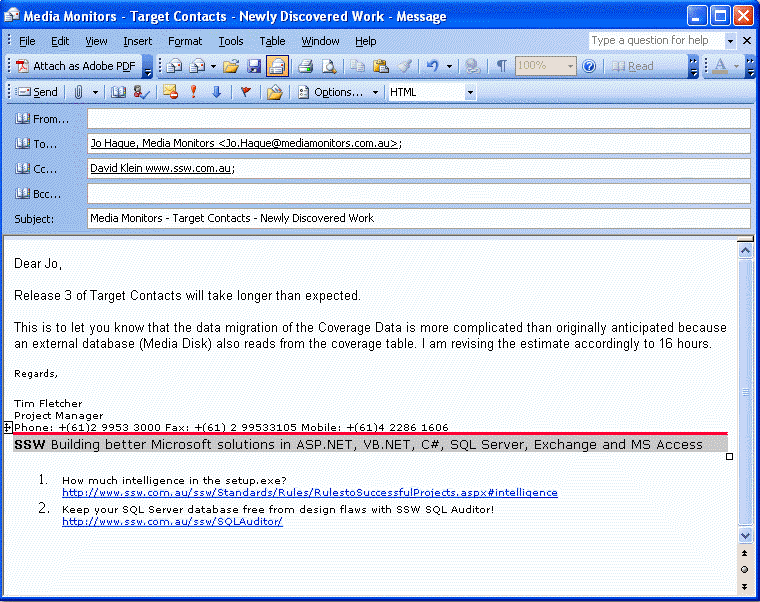 Media Monitors - Target Contacts - Newly Discovered Work - Message
File Edit View Insert Format Tools Table Window Help Type a question for help
Attach as Adobe PDF 100% Read A
Send Options... HTML
From...
To... Jo Haque, Media Monitors <Jo.Haque@mediamonitors.com.au>;
Cc... David Klein www.ssw.com.au;
Bcc...
Subject: Media Monitors - Target Contacts - Newly Discovered Work
Dear Jo,
Release 3 of Target Contacts will take longer than expected.
This is to let you know that the data migration of the Coverage Data is more complicated than originally anticipated because
an external database (Media Disk) also reads from the coverage table. I am revising the estimate accordingly to 16 hours.
Regards,
Tim Fletcher
Project Manager
Phone: +(61)2 9953 3000 Fax: +(61) 2 99533105 Mobile: +(61)4 2286 1606
SSW Building better Microsoft solutions in ASP.NET, VB.NET, C#, SQL Server, Exchange and MS Access
1. How much intelligence in the setup.exe?
http://www.ssw.com.au/ssw/Standards/Rules/RulestoSuccessfulProjects.aspx#intelligence
2. Keep your SQL Server database free from design flaws with SSW SQL Auditor!
http://www.ssw.com.au/ssw/SQLAuditor/